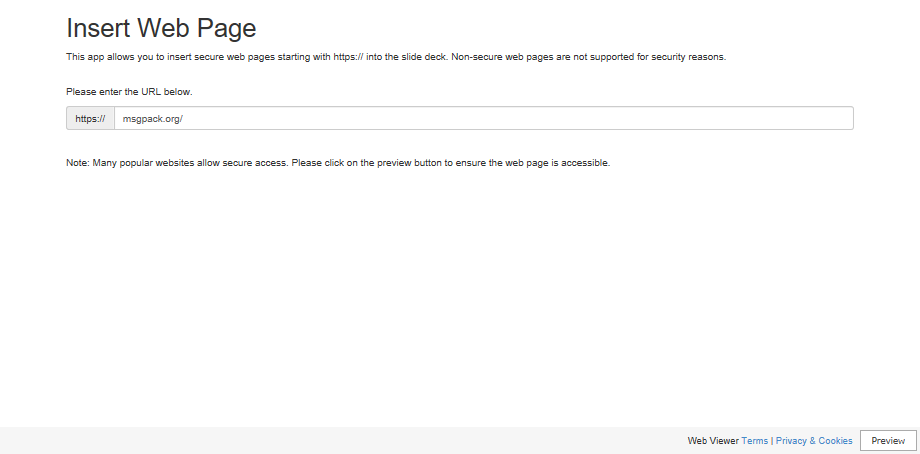 Insert Web Page
This app allows you to insert secure web pages starting with https:// into the slide deck. Non-secure web pages are not supported for security reasons.
Please enter the URL below.
https:// msgpack.org/
Note: Many popular websites allow secure access. Please click on the preview button to ensure the web page is accessible.
Web Viewer Terms | Privacy & Cookies Preview